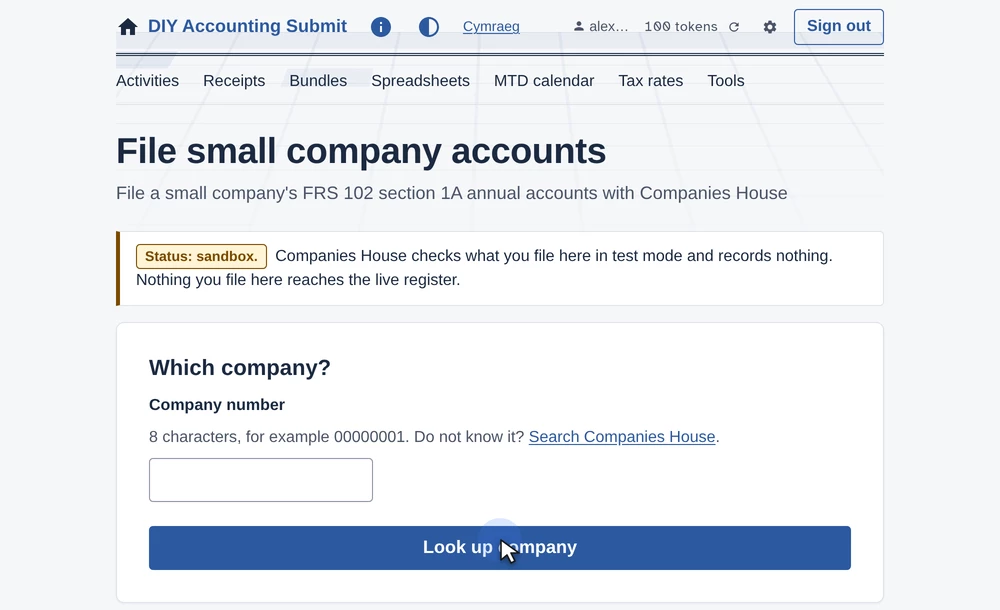 DIY Accounting Submit
Cymraeg
alex...
100 tokens
Sign out
Activities
Receipts
Bundles
Spreadsheets
MTD calendar
Tax rates
Tools
File small company accounts
File a small company's FRS 102 section 1A annual accounts with Companies House
Status: sandbox. Companies House checks what you file here in test mode and records nothing.
Nothing you file here reaches the live register.
Which company?
Company number
8 characters, for example 00000001. Do not know it? Search Companies House.
Look up company